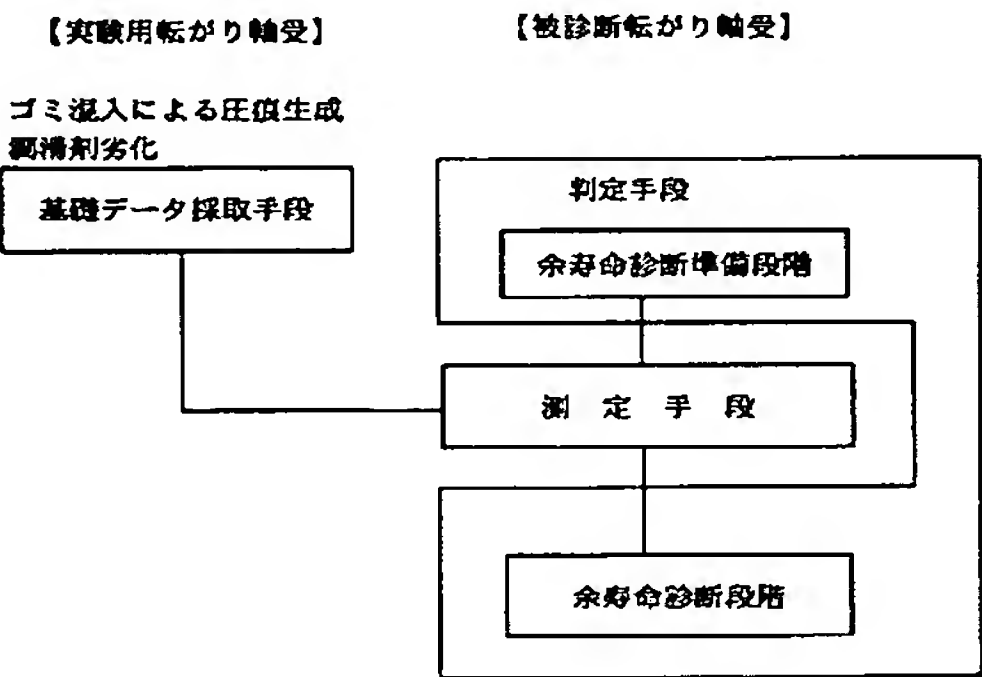 【実験用転がり軸受】
【被診断転がり軸受】
ゴミ混入による圧痕生成
潤滑剤劣化
基礎データ採取手段
判定手段
余寿命診断準備段階
測定手段
余寿命診断段階